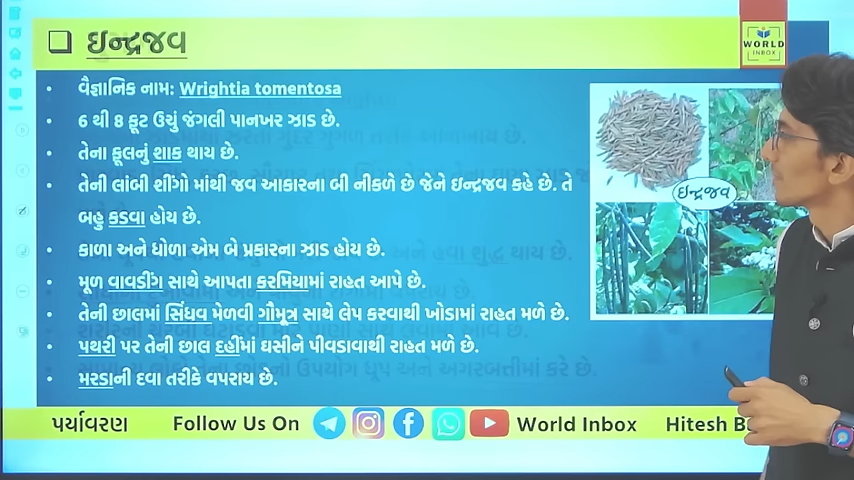 ❑ ઇન્દ્રજવ
WORLD
INBOX
• વૈજ્ઞાનિક નામ: Wrightia tomentosa
• 6 થી 8 ફૂટ ઉચું જંગલી પાનખર ઝાડ છે.
• તેના ફૂલનું શાક થાય છે.
• તેની લાંબી શીંગો માંથી જવ આકારના બી નીકળે છે જેને ઇન્દ્રજવ કહે છે. તે
બહુ કડવા હોય છે.
• કાળા અને ધોળા એમ બે પ્રકારના ઝાડ હોય છે.
• મૂળ વાવડીંગ સાથે આપતા કરમિયામાં રાહત આપે છે.
• તેની છાલમાં સિંધવ મેળવી ગૌમૂત્ર સાથે લેપ કરવાથી ખોડામાં રાહત મળે છે.
• પથરી પર તેની છાલ દહીંમાં ઘસીને પીવડાવાથી રાહત મળે છે.
• મરડાની દવા તરીકે વપરાય છે.
ઇન્દ્રજવ
પર્યાવરણ Follow Us On World Inbox Hitesh